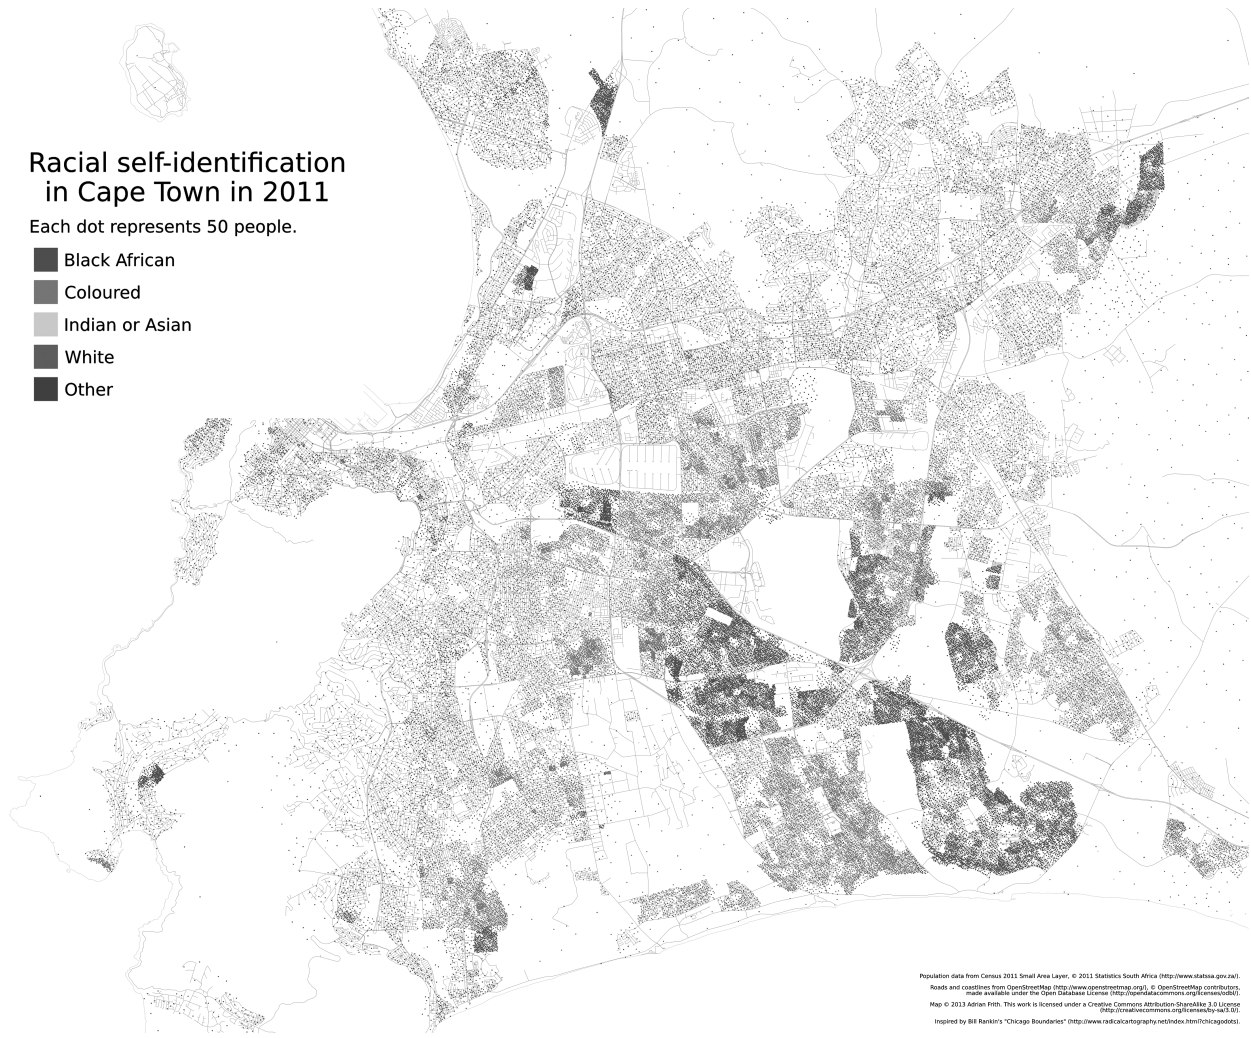 Racial self-identification
in Cape Town in 2011
Each dot represents 50 people.
Black African
Coloured
Indian or Asian
White
Other
Population data from Census 2011 Small Area Layer, © 2011 Statistics South Africa (http://www.statssa.gov.za/).
Roads and coastlines from OpenStreetMap (http://www.openstreetmap.org/), © OpenStreetMap contributors,
made available under the Open Database License (http://opendatacommons.org/licenses/odbl/).
Map © 2013 Adrian Frith. This work is licensed under a Creative Commons Attribution-ShareAlike 3.0 License
(http://creativecommons.org/licenses/by-sa/3.0/).
Inspired by Bill Rankin's "Chicago Boundaries" (http://www.radicalcartography.net/index.html?chicagodots).